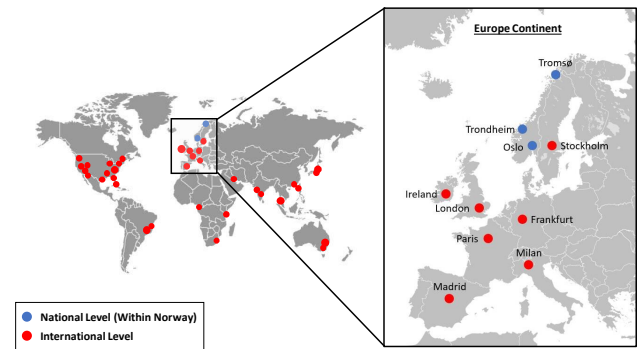 Europe Continent
Tromsø
Trondheim
Oslo
Stockholm
Ireland
London
Frankfurt
Paris
Milan
Madrid
National Level (Within Norway)
International Level